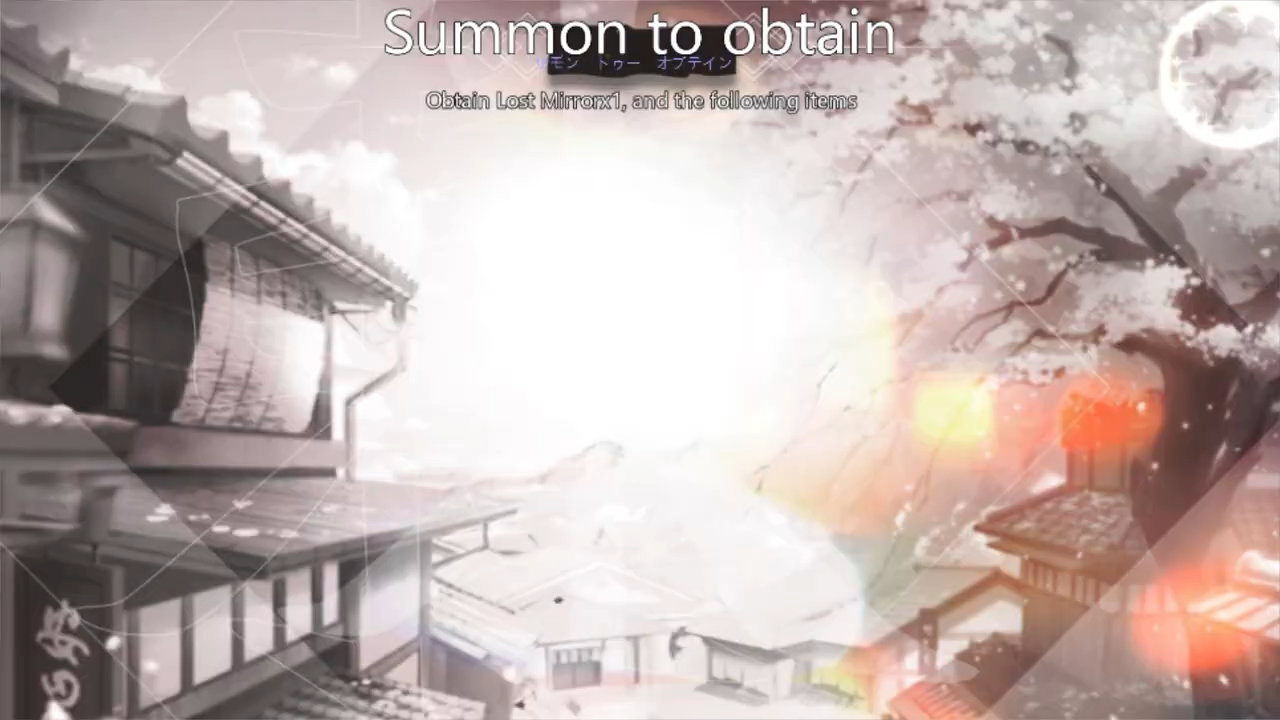 Summon to obtain
サモン トゥー オブテイン
Obtain Lost Mirrorx1, and the following items